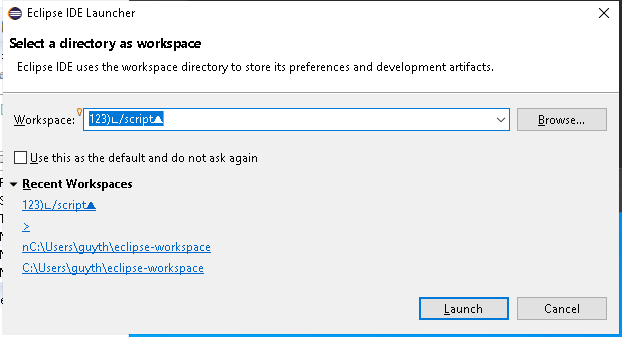 Eclipse IDE Launcher
Select a directory as workspace
Eclipse IDE uses the workspace directory to store its preferences and development artifacts.
Workspace: 123)ㄴ/script▲ Browse...
Use this as the default and do not ask again
Recent Workspaces
123)ㄴ/script▲
>
nC:\Users\guyth\eclipse-workspace
C:\Users\guyth\eclipse-workspace
Launch Cancel